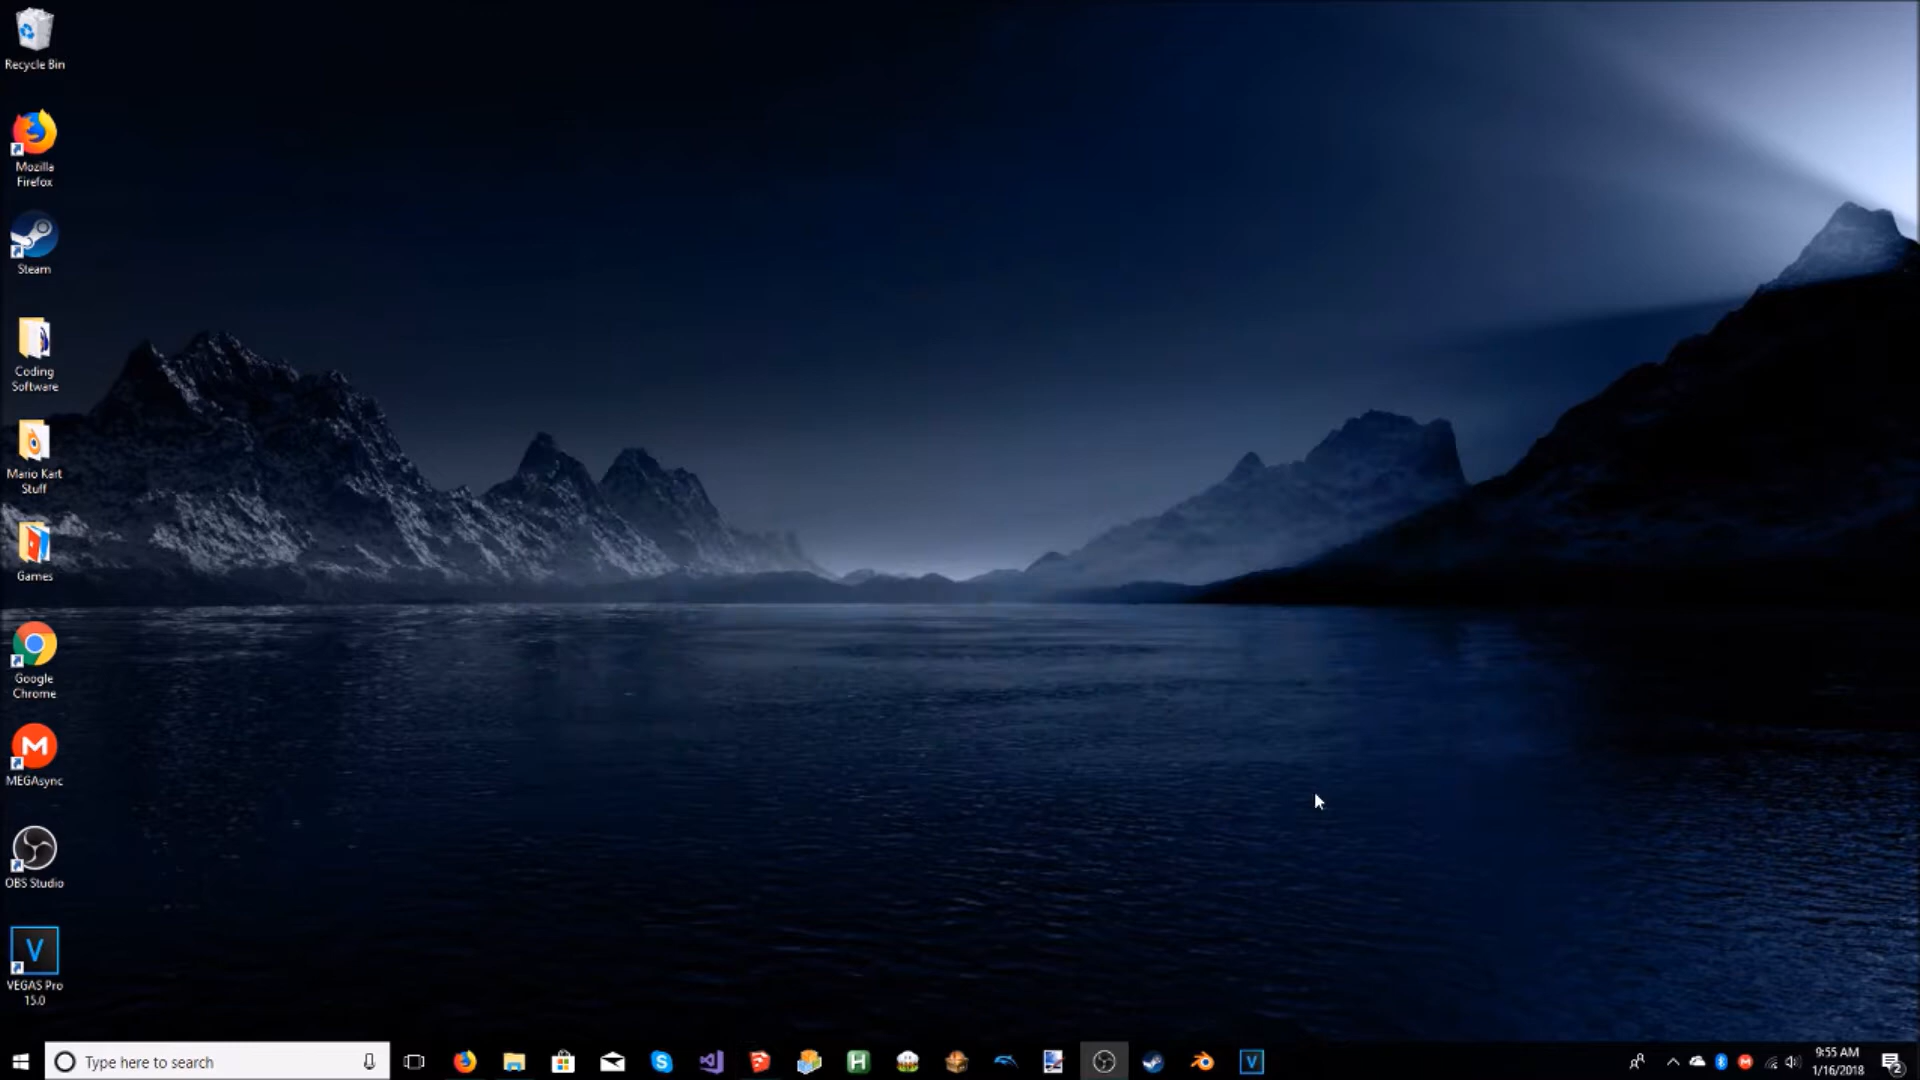 Recycle Bin
Mozilla
Firefox
Steam
Coding
Software
Mario Kart
Stuff
Games
Google
Chrome
MEGAsync
OBS Studio
VEGAS Pro
15.0
Type here to search
9:55 AM
1/16/2018
2